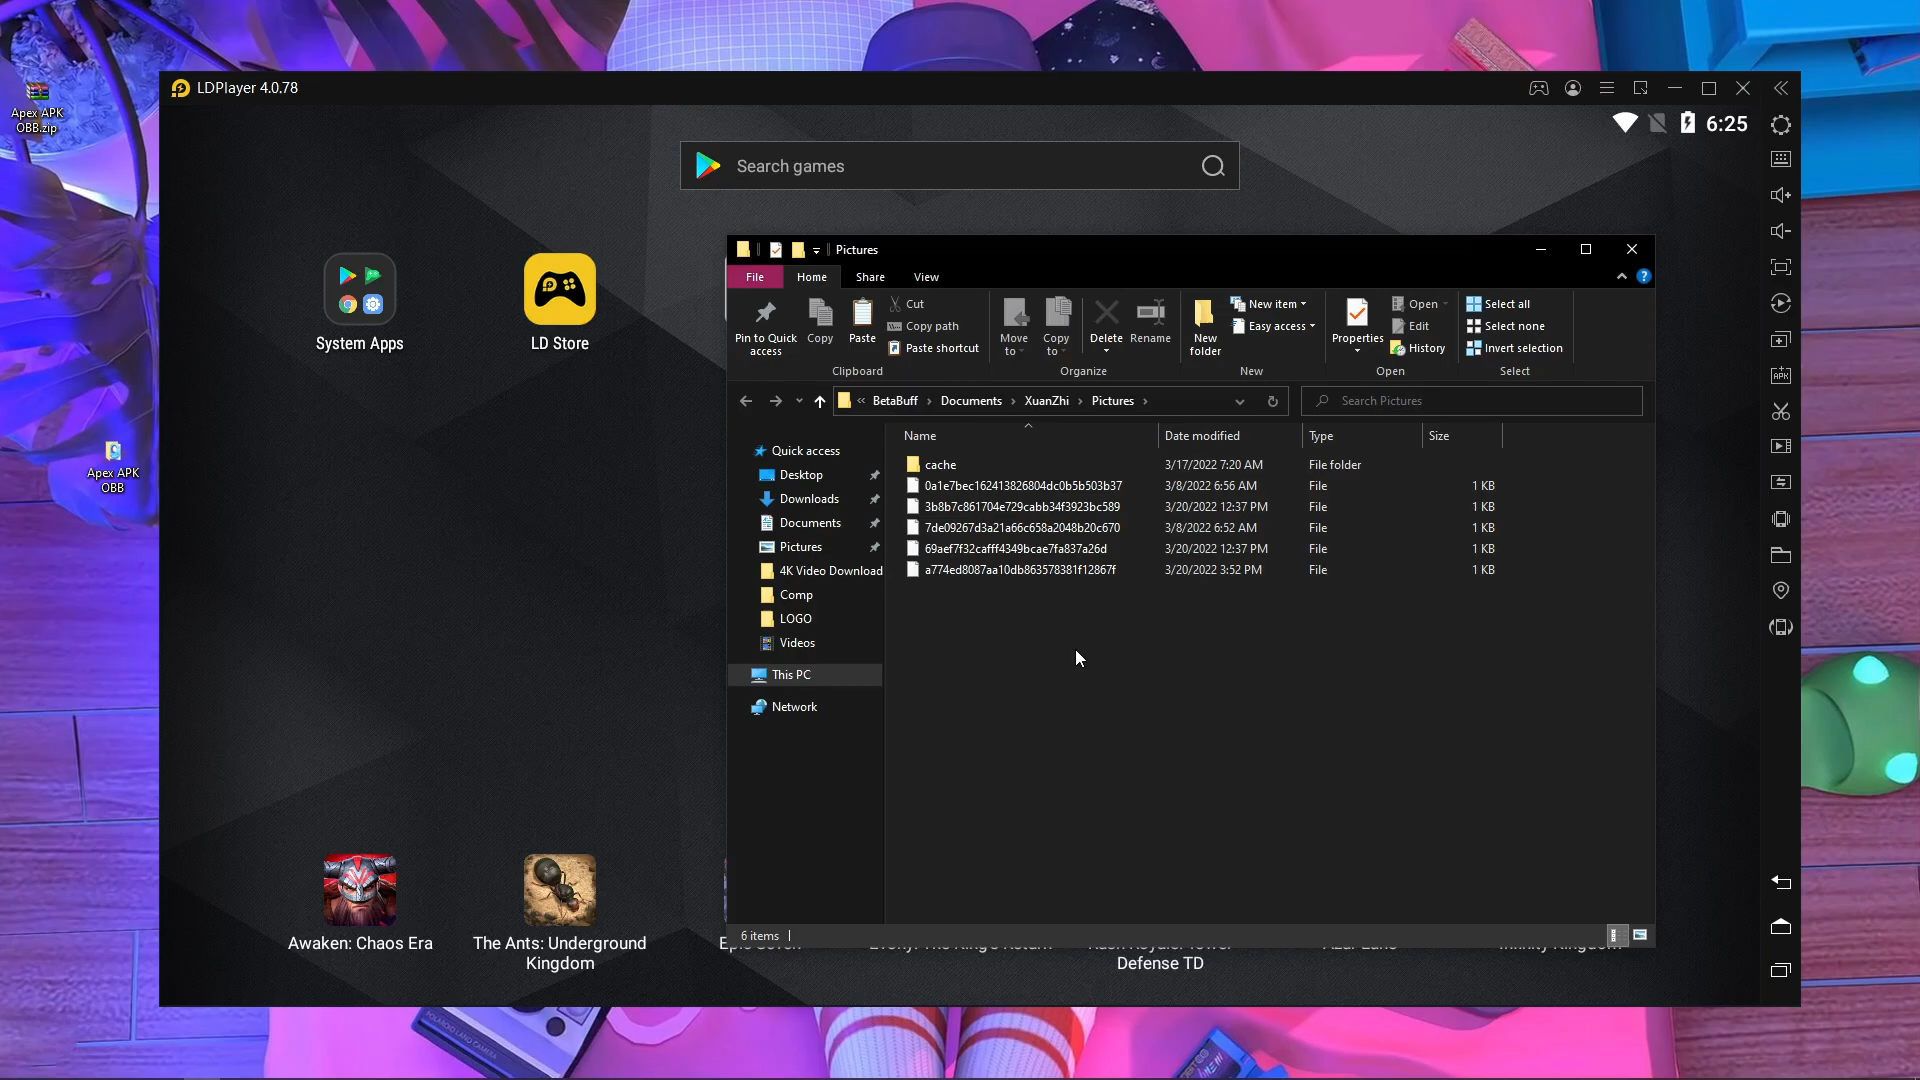 Apex APK
OBB.zip
Apex APK
OBB
LDPlayer 4.0.78
6:25
Search games
System Apps
LD Store
Awaken: Chaos Era
The Ants: Underground
Kingdom
Defense TD
Pictures
File
Home
Share
View
Pin to Quick
access
Copy
Paste
Cut
Copy path
Paste shortcut
Clipboard
Move
to
Copy
to
Delete
Rename
Organize
New
folder
New item
Easy access
New
Properties
Open
Edit
History
Open
Select all
Select none
Invert selection
Select
« BetaBuff › Documents › XuanZhi › Pictures ›
Search Pictures
Quick access
Desktop
Downloads
Documents
Pictures
4K Video Download
Comp
LOGO
Videos
This PC
Network
Name Date modified Type Size
cache 3/17/2022 7:20 AM File folder
0a1e7bec162413826804dc0b5b503b37 3/8/2022 6:56 AM File 1 KB
3b8b7c861704e729cabb34f3923bc589 3/20/2022 12:37 PM File 1 KB
7de09267d3a21a66c658a2048b20c670 3/8/2022 6:52 AM File 1 KB
69aef7f32cafff4349bcae7fa837a26d 3/20/2022 12:37 PM File 1 KB
a774ed8087aa10db863578381f12867f 3/20/2022 3:52 PM File 1 KB
6 items
POLAROID LAND CAMERA